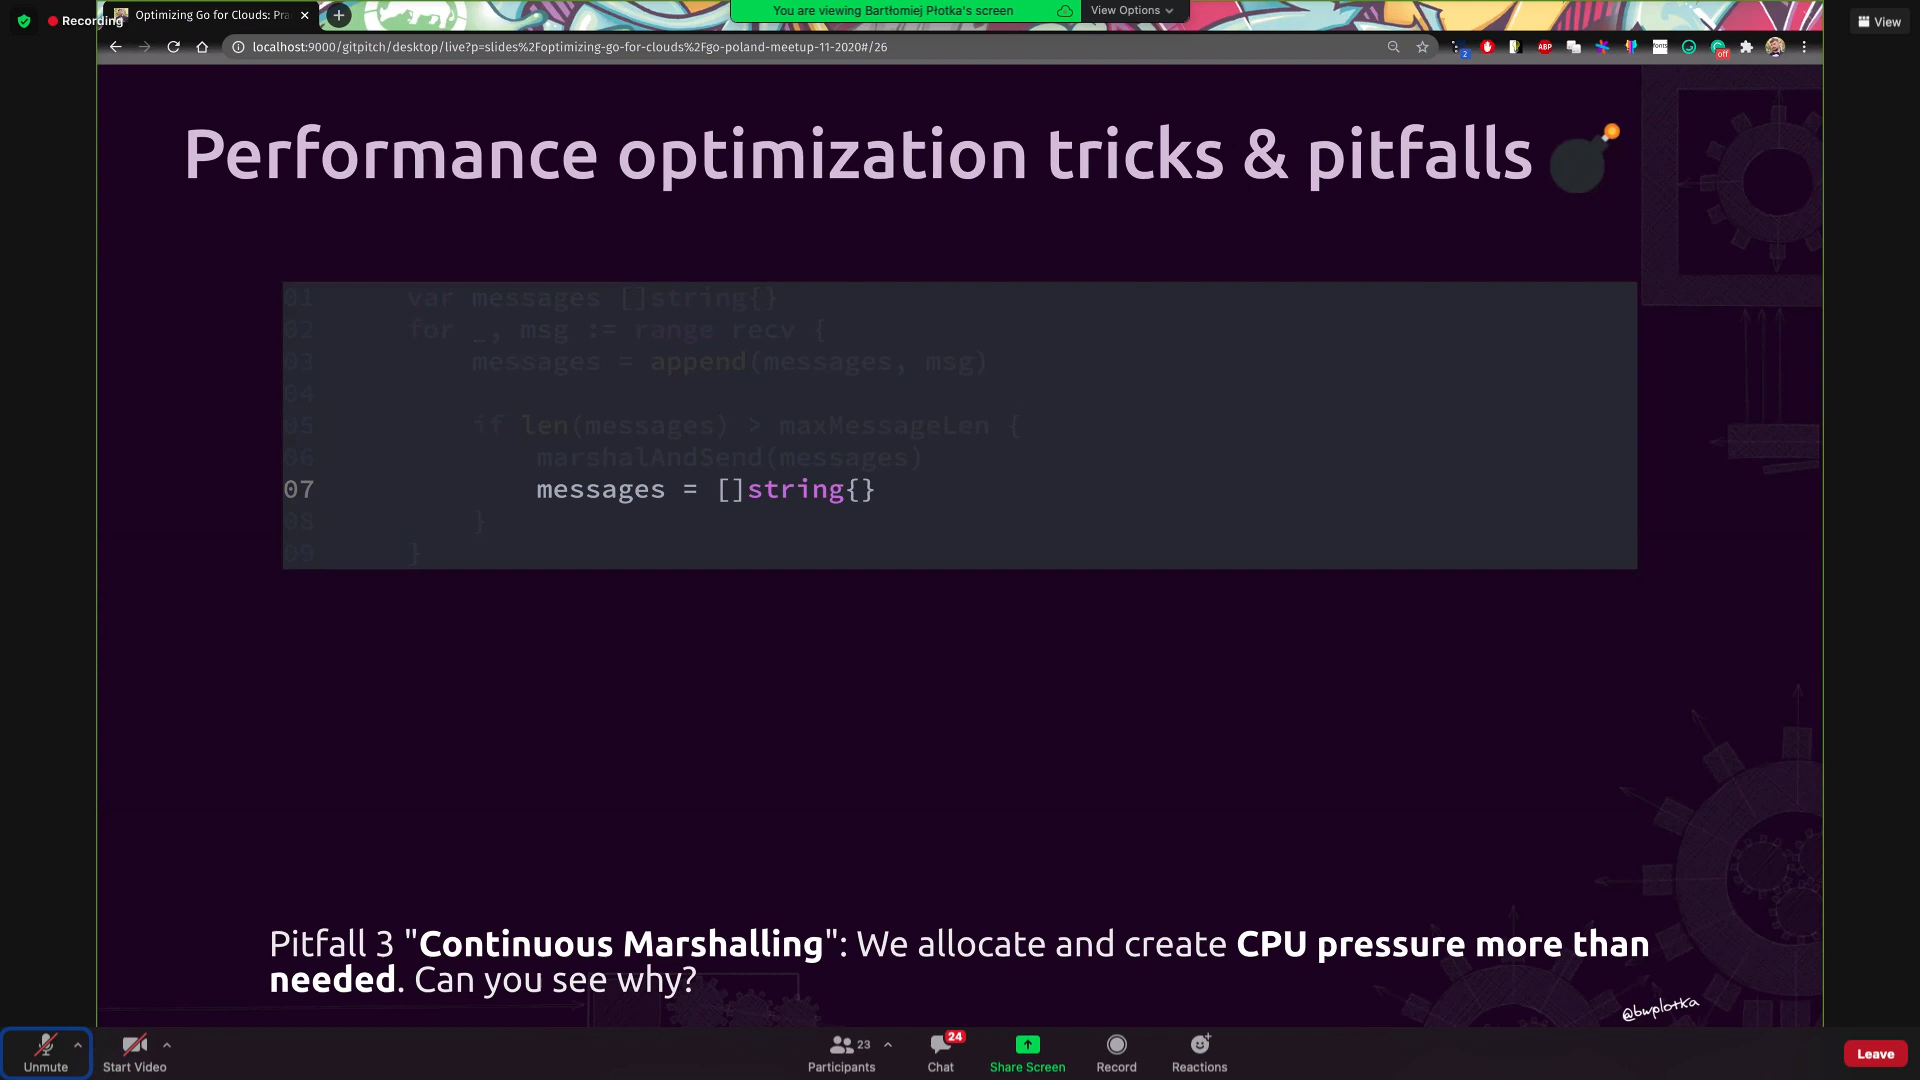 Recording
Optimizing Go for Clouds: Pra
You are viewing Bartłomiej Płotka's screen
View Options
View
localhost:9000/gitpitch/desktop/live?p=slides%2Foptimizing-go-for-clouds%2Fgo-poland-meetup-11-2020#/26
2
ABP
fonts
off
Performance optimization tricks & pitfalls
01 var messages []string{}
02 for _, msg := range recv {
03 messages = append(messages, msg)
04
05 if len(messages) > maxMessageLen {
06 marshalAndSend(messages)
07 messages = []string{}
08 }
09 }
Pitfall 3 "Continuous Marshalling": We allocate and create CPU pressure more than
needed. Can you see why?
@bwplotka
Unmute
Start Video
23
Participants
24
Chat
Share Screen
Record
Reactions
Leave